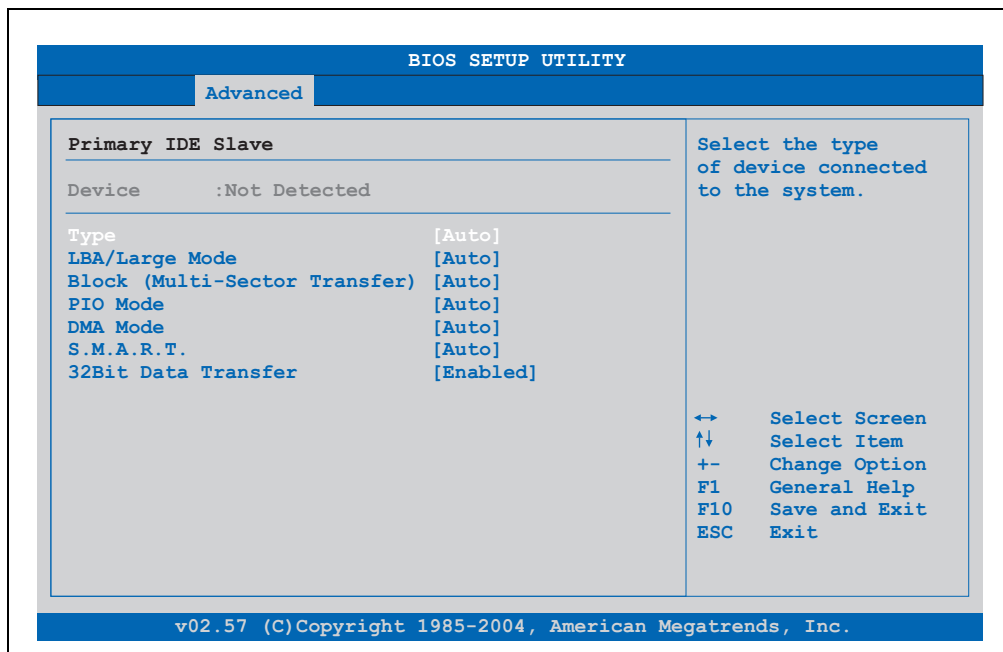 BIOS SETUP UTILITY
Advanced
Primary IDE Slave
Device :Not Detected
Type [Auto]
LBA/Large Mode [Auto]
Block (Multi-Sector Transfer) [Auto]
PIO Mode [Auto]
DMA Mode [Auto]
S.M.A.R.T. [Auto]
32Bit Data Transfer [Enabled]
Select the type
of device connected
to the system.
↔ Select Screen
↑↓ Select Item
+- Change Option
F1 General Help
F10 Save and Exit
ESC Exit
v02.57 (C)Copyright 1985-2004, American Megatrends, Inc.